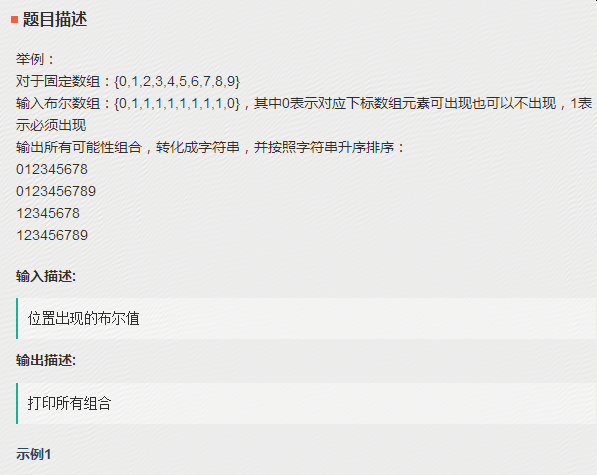 题目描述
举例：
对于固定数组：{0,1,2,3,4,5,6,7,8,9}
输入布尔数组：{0,1,1,1,1,1,1,1,1,0}，其中0表示对应下标数组元素可出现也可以不出现，1表
示必须出现
输出所有可能性组合，转化成字符串，并按照字符串升序排序：
012345678
0123456789
12345678
123456789
输入描述:
位置出现的布尔值
输出描述:
打印所有组合
示例1